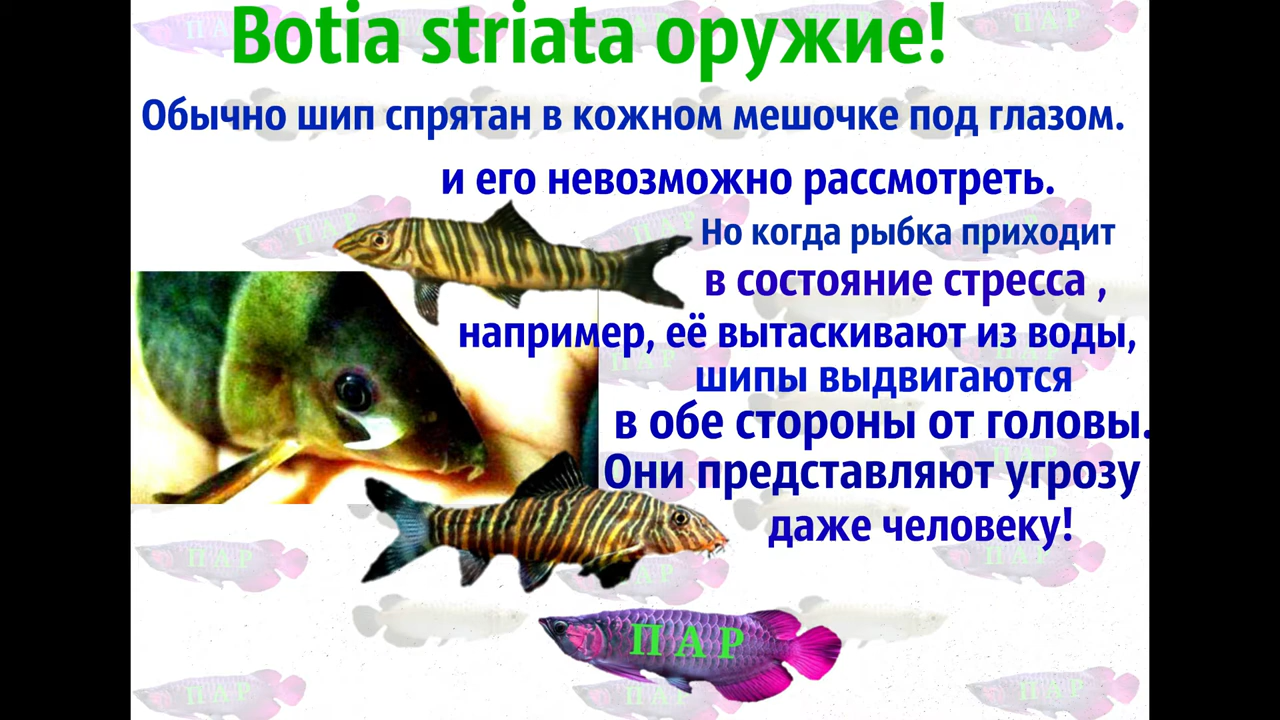 Botia striata оружие!
Обычно шип спрятан в кожном мешочке под глазом.
и его невозможно рассмотреть.
Но когда рыбка приходит
в состояние стресса ,
например, её вытаскивают из воды,
шипы выдвигаются
в обе стороны от головы.
Они представляют угрозу
даже человеку!
ПАР